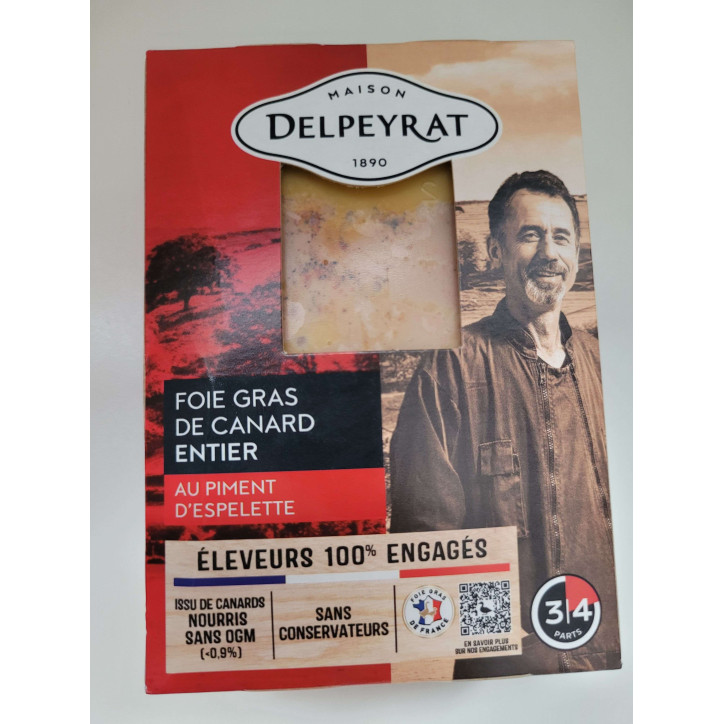 MAISON
DELPEYRAT
1890
FOIE GRAS
DE CANARD
ENTIER
AU PIMENT
D'ESPELETTE
ÉLEVEURS 100% ENGAGÉS
ISSU DE CANARDS
NOURRIS
SANS OGM
(<0.9%)
SANS
CONSERVATEURS
FOIE GRAS
DE FRANCE
EN SAVOIR PLUS
SUR NOS ENGAGEMENTS
3|4
PARTS